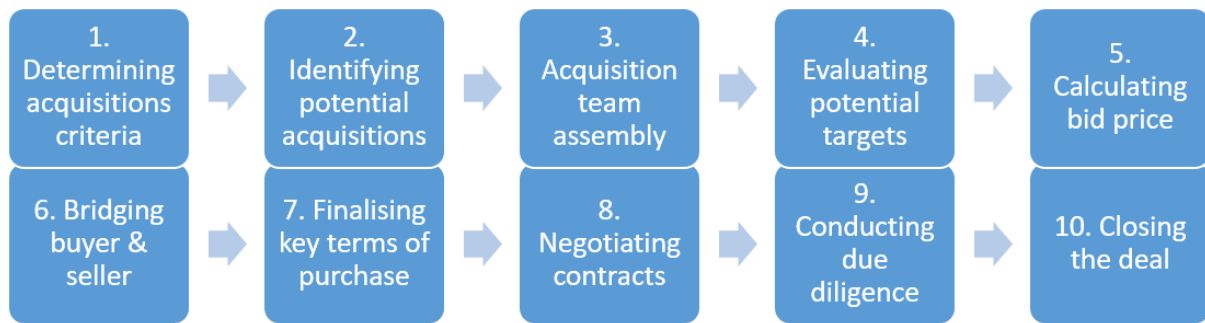 1.
Determining
acquisitions
criteria
2.
Identifying
potential
acquisitions
3.
Acquisition
team
assembly
4.
Evaluating
potential
targets
5.
Calculating
bid price
6. Bridging
buyer &
seller
7. Finalising
key terms of
purchase
8.
Negotiating
contracts
9.
Conducting
due
diligence
10. Closing
the deal